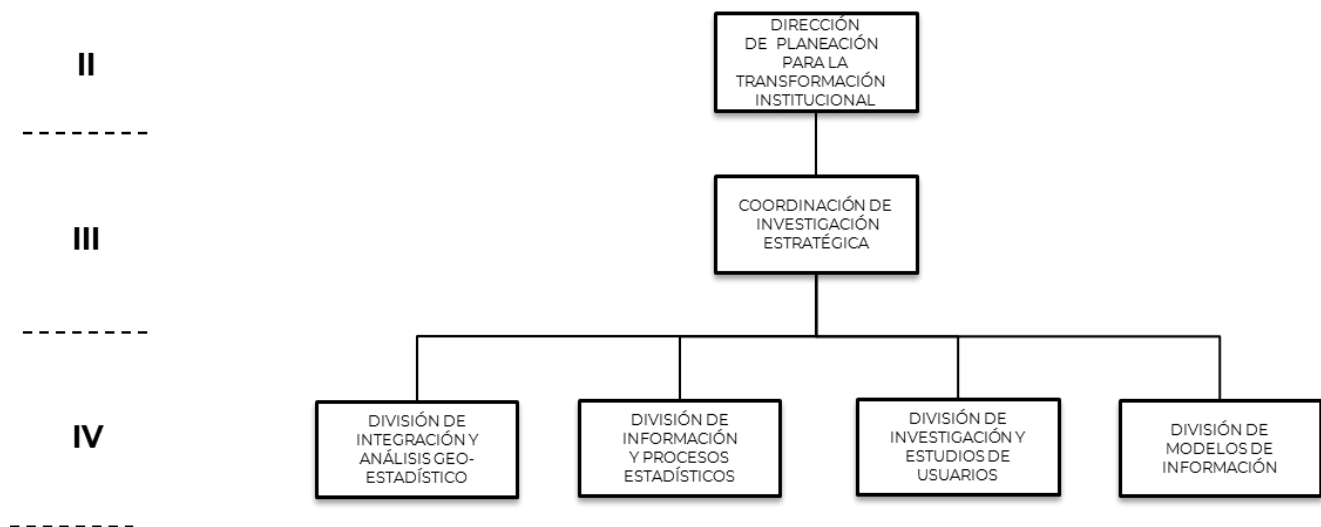 II
DIRECCIÓN
DE PLANEACIÓN
PARA LA
TRANSFORMACIÓN
INSTITUCIONAL
III
COORDINACIÓN DE
INVESTIGACIÓN
ESTRATÉGICA
IV
DIVISIÓN DE
INTEGRACIÓN Y
ANÁLISIS GEO-
ESTADÍSTICO
DIVISIÓN DE
INFORMACIÓN
Y PROCESOS
ESTADÍSTICOS
DIVISIÓN DE
INVESTIGACIÓN Y
ESTUDIOS DE
USUARIOS
DIVISIÓN DE
MODELOS DE
INFORMACIÓN